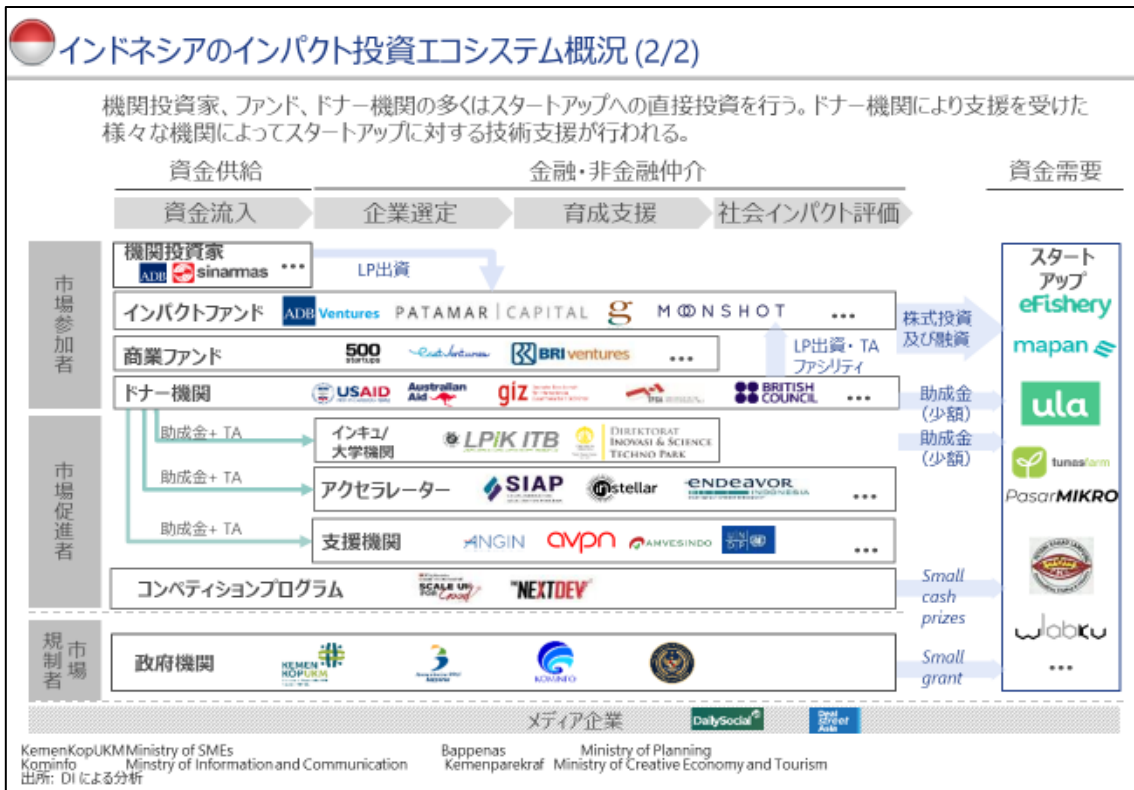 インドネシアのインパクト投資エコシステム概況 (2/2)
機関投資家、ファンド、ドナー機関の多くはスタートアップへの直接投資を行う。ドナー機関により支援を受けた
様々な機関によってスタートアップに対する技術支援が行われる。
資金供給
金融・非金融仲介
資金需要
資金流入
企業選定
育成支援
社会インパクト評価
市場参加者
機関投資家
ADB
sinarmas
•••
LP出資
インパクトファンド
ADB Ventures
PATAMAR | CAPITAL
g
MOONSHOT
•••
株式投資
及び融資
商業ファンド
500
startups
East Ventures
BRI ventures
•••
LP出資・TA
ファシリティ
ドナー機関
USAID
Australian
Aid
giz
BRITISH
COUNCIL
•••
助成金
(少額)
市場促進者
助成金+ TA
インキュ/
大学機関
LPiK ITB
DIREKTORAT
INOVASI & SCIENCE
TECHNO PARK
助成金
(少額)
助成金+ TA
アクセラレーター
SIAP
instellar
ENDEAVOR
INDONESIA
•••
助成金+ TA
支援機関
ANGIN
avpn
AMVESINDO
•••
コンペティションプログラム
SCALE UP
FOR Good
THE NEXTDEV
Small
cash
prizes
市場
規制者
政府機関
KEMEN
KOPUKM
KOMINFO
Small
grant
スタート
アップ
eFishery
mapan
ula
tunasfarm
PasarMIKRO
wabku
•••
メディア企業
DailySocial
Deal
Street
Asia
KemenKopUKM Ministry of SMEs
Bappenas Ministry of Planning
Kominfo Minstry of Information and Communication
Kemenparekraf Ministry of Creative Economy and Tourism
出所: DI による分析